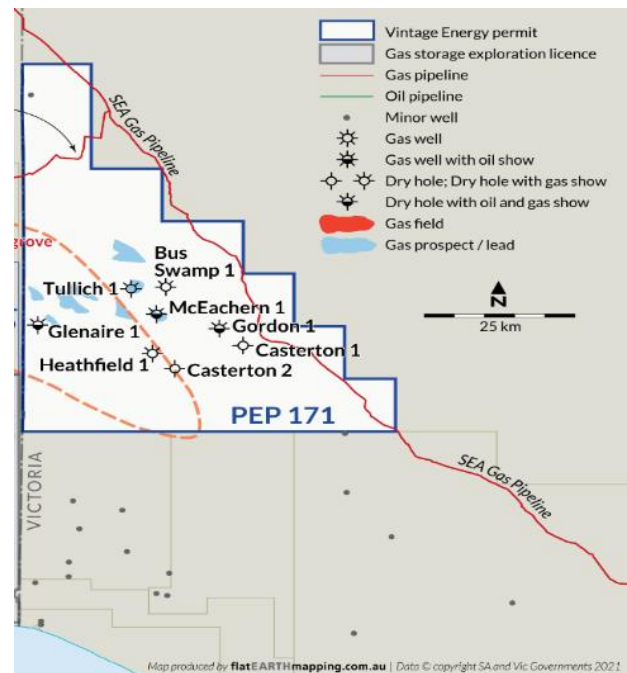 Vintage Energy permit
Gas storage exploration licence
Gas pipeline
Oil pipeline
Minor well
Gas well
Gas well with oil show
Dry hole; Dry hole with gas show
Dry hole with oil and gas show
Gas field
Gas prospect / lead
N
25 km
SEA Gas Pipeline
grove
Bus
Swamp 1
Tullich 1
McEachern 1
Glenaire 1
Gordon 1
Casterton 1
Heathfield 1
Casterton 2
PEP 171
SEA Gas Pipeline
VICTORIA
Map produced by flatEARTHmapping.com.au | Data © copyright SA and Vic Governments 2021